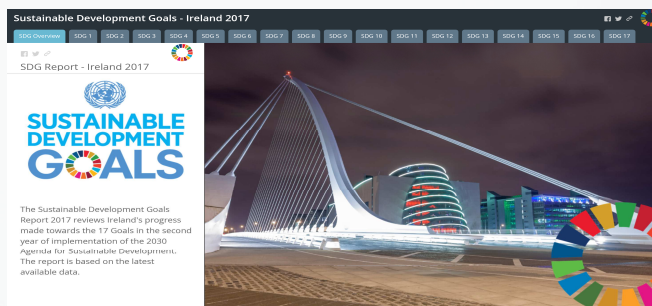 Sustainable Development Goals - Ireland 2017
SDG Overview SDG 1 SDG 2 SDG 3 SDG 4 SDG 5 SDG 6 SDG 7 SDG 8 SDG 9 SDG 10 SDG 11 SDG 12 SDG 13 SDG 14 SDG 15 SDG 16 SDG 17
SDG Report - Ireland 2017
SUSTAINABLE
DEVELOPMENT
GOALS
The Sustainable Development Goals
Report 2017 reviews Ireland's progress
made towards the 17 Goals in the second
year of implementation of the 2030
Agenda for Sustainable Development.
The report is based on the latest
available data.